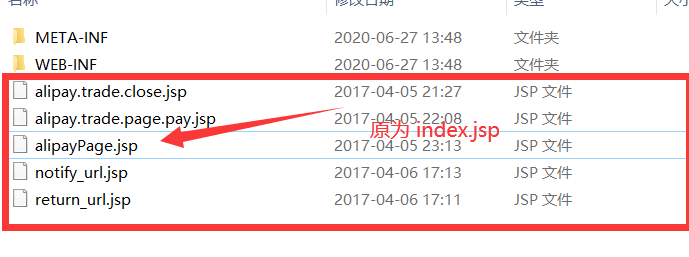 名称 修改日期 类型 大小
META-INF 2020-06-27 13:48 文件夹
WEB-INF 2020-06-27 13:48 文件夹
alipay.trade.close.jsp 2017-04-05 21:27 JSP 文件
alipay.trade.page.pay.jsp 2017-04-05 22:08 JSP 文件
原为 index.jsp
alipayPage.jsp 2017-04-05 23:13 JSP 文件
notify_url.jsp 2017-04-06 17:13 JSP 文件
return_url.jsp 2017-04-06 17:11 JSP 文件